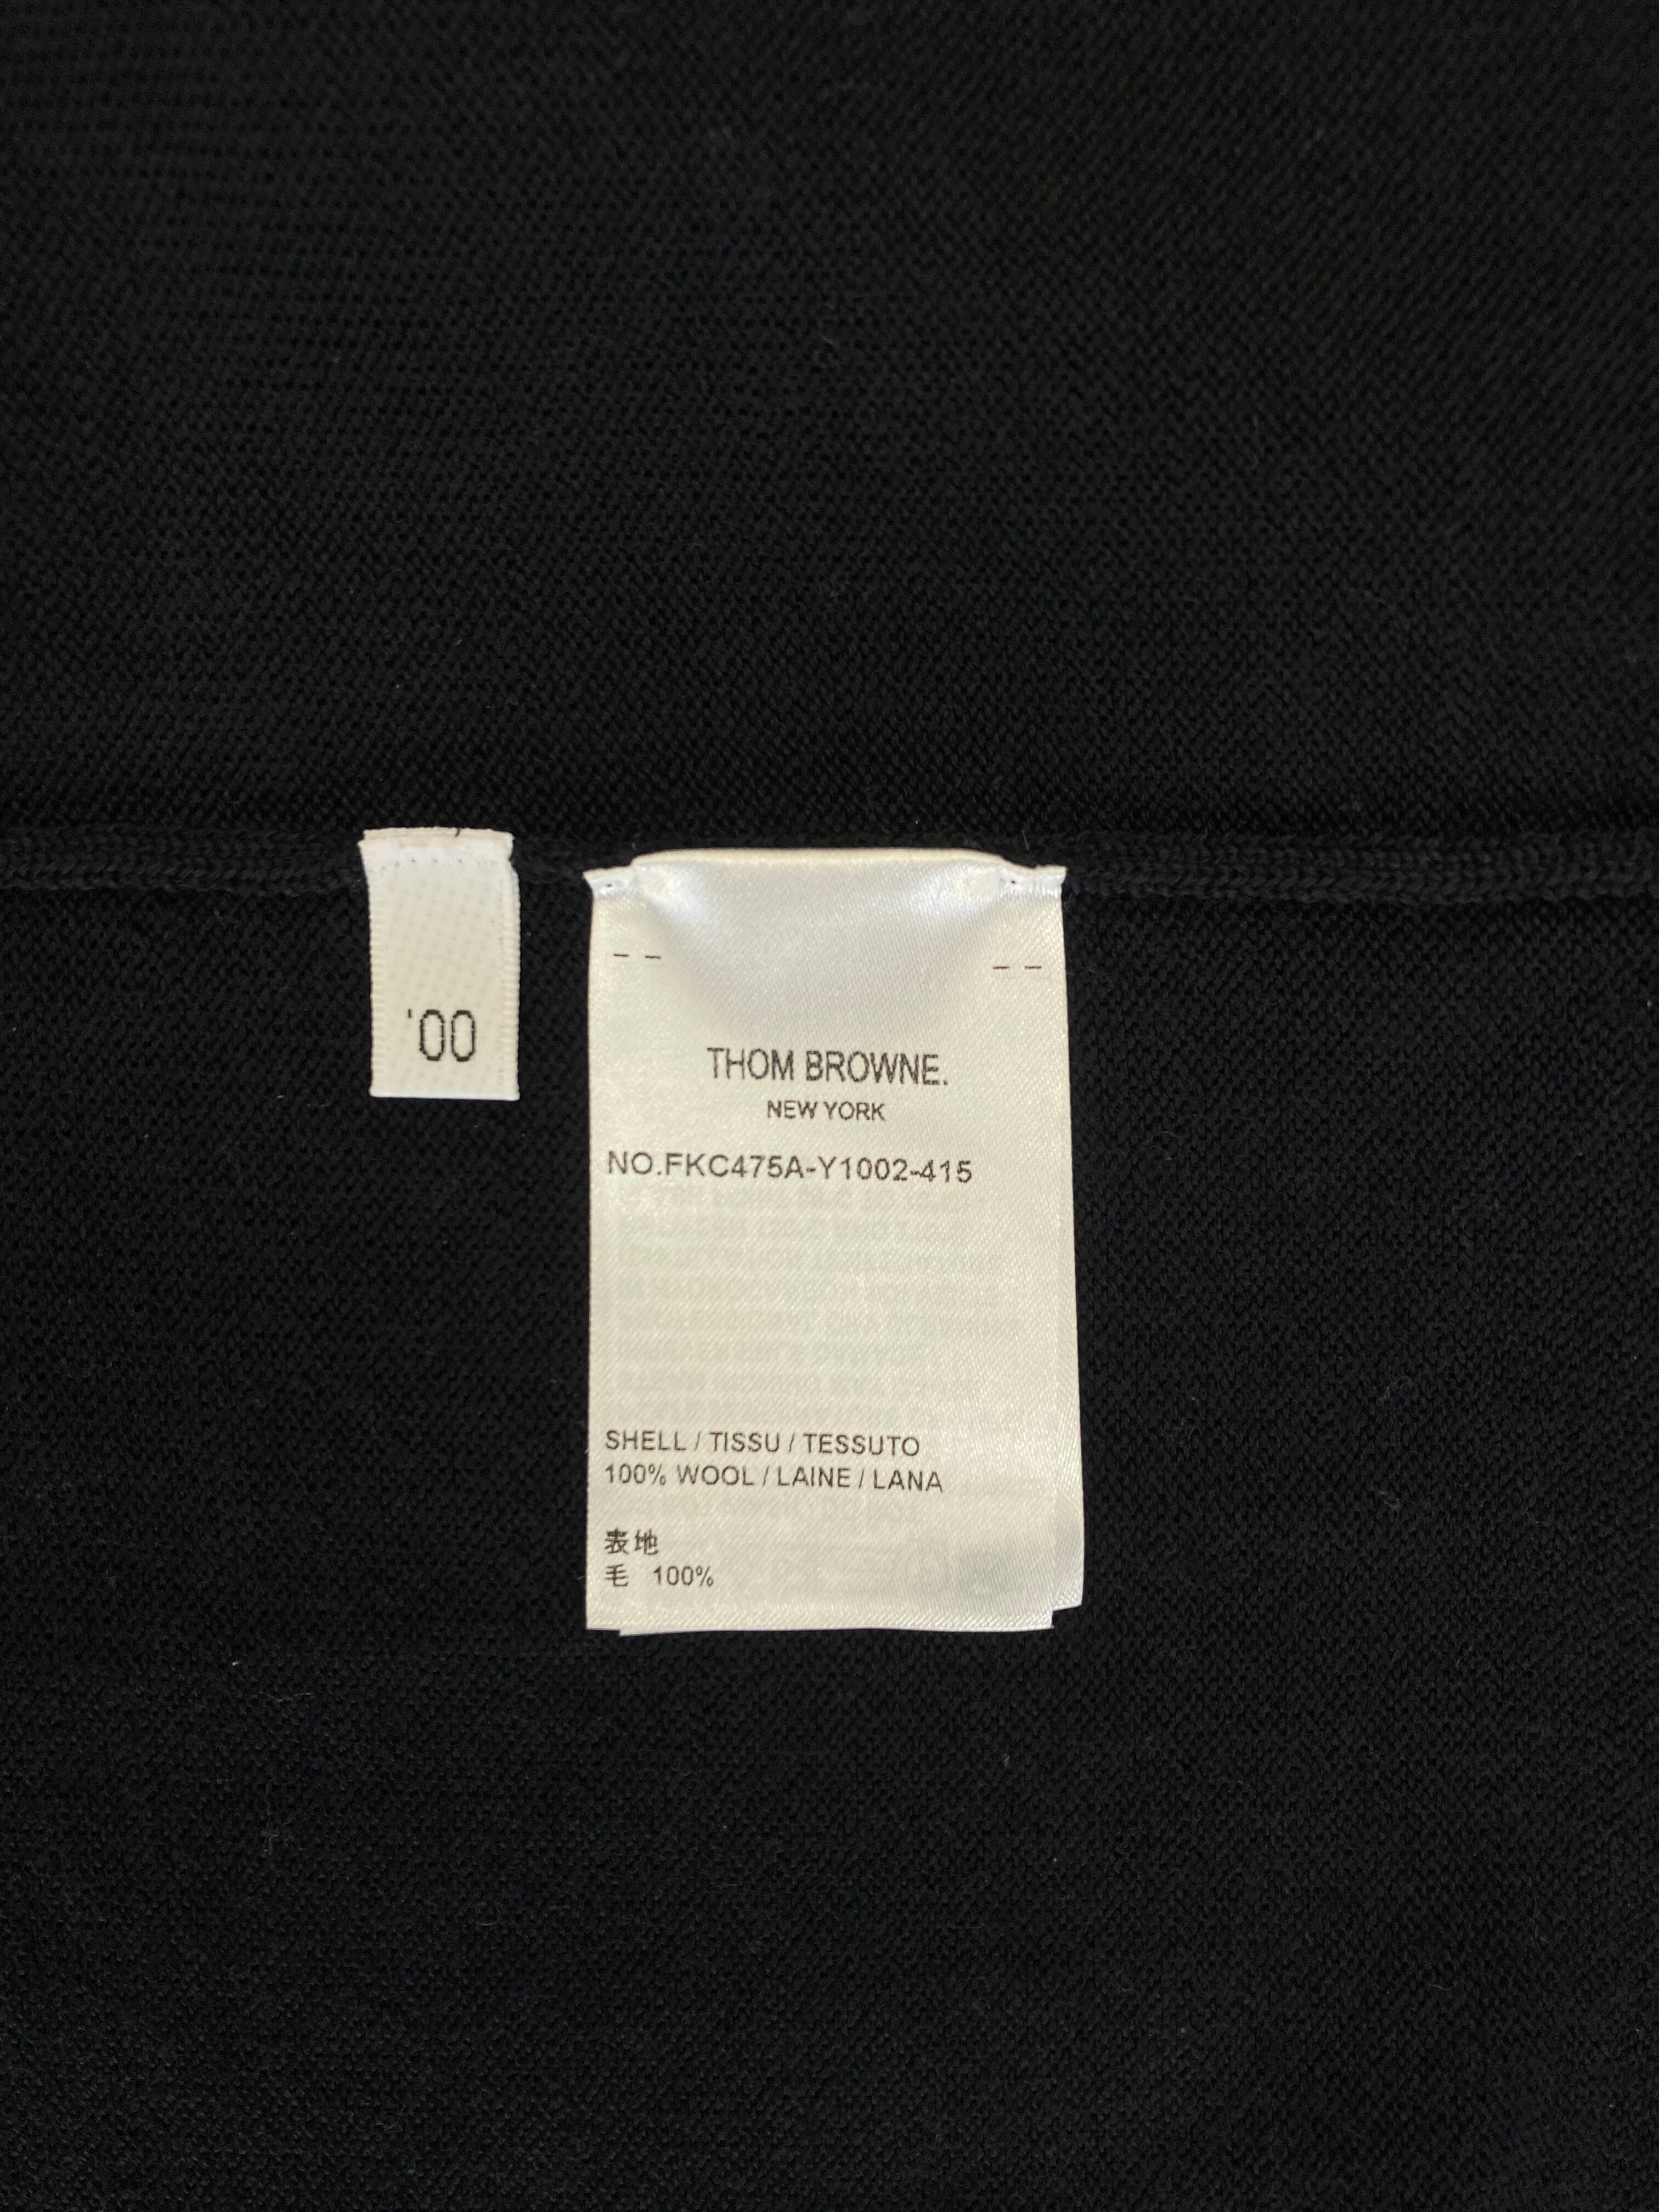 00.
THOM BROWNE.
NEW YORK
NO.FKC475A-Y1002-415
SHELL / TISSU / TESSUTO
100% WOOL / LAINE / LANA
表地
毛 100%